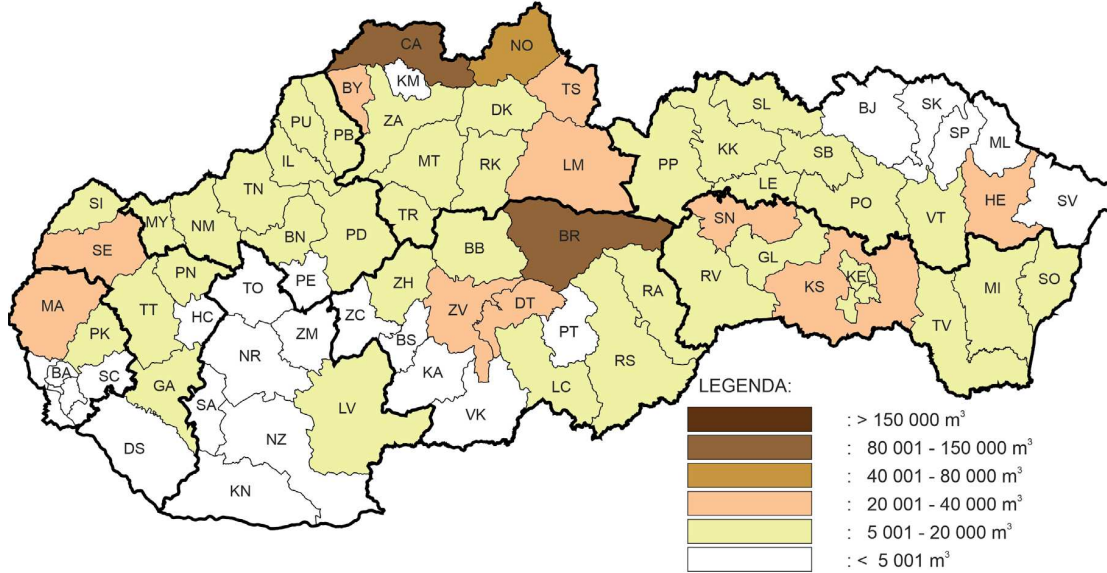 CA
NO
KM
BY
TS
PU
PB
ZA
DK
IL
MT
RK
LM
SL
BJ
SK
SP
ML
PP
KK
SB
LE
PO
VT
HE
SV
SI
MY
NM
TN
BN
PD
TR
BB
BR
SN
SE
PN
TO
PE
ZH
RA
RV
GL
KS
KE
MI
SO
MA
TT
HC
ZC
ZM
BS
ZV
DT
PT
TV
PK
NR
KA
RS
BA
SC
GA
SA
LV
LC
VK
DS
NZ
KN
LEGENDA:
: > 150 000 m³
: 80 001 - 150 000 m³
: 40 001 - 80 000 m³
: 20 001 - 40 000 m³
: 5 001 - 20 000 m³
: < 5 001 m³